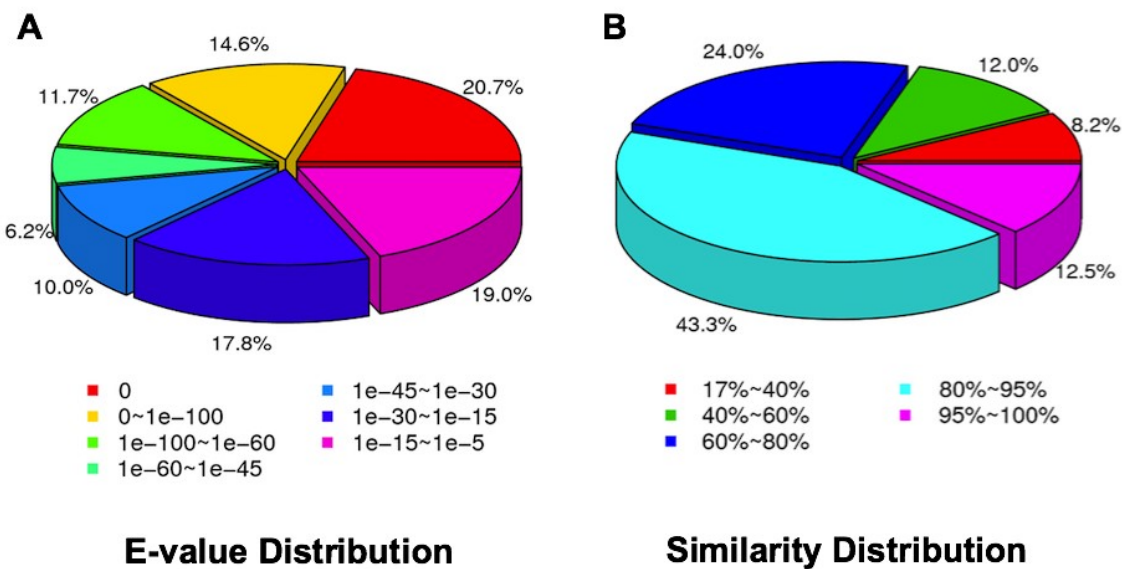 A
14.6%
20.7%
11.7%
6.2%
10.0%
17.8%
19.0%
0
0~1e−100
1e−100~1e−60
1e−60~1e−45
1e−45~1e−30
1e−30~1e−15
1e−15~1e−5
E-value Distribution
B
24.0%
12.0%
8.2%
12.5%
43.3%
17%~40%
40%~60%
60%~80%
80%~95%
95%~100%
Similarity Distribution